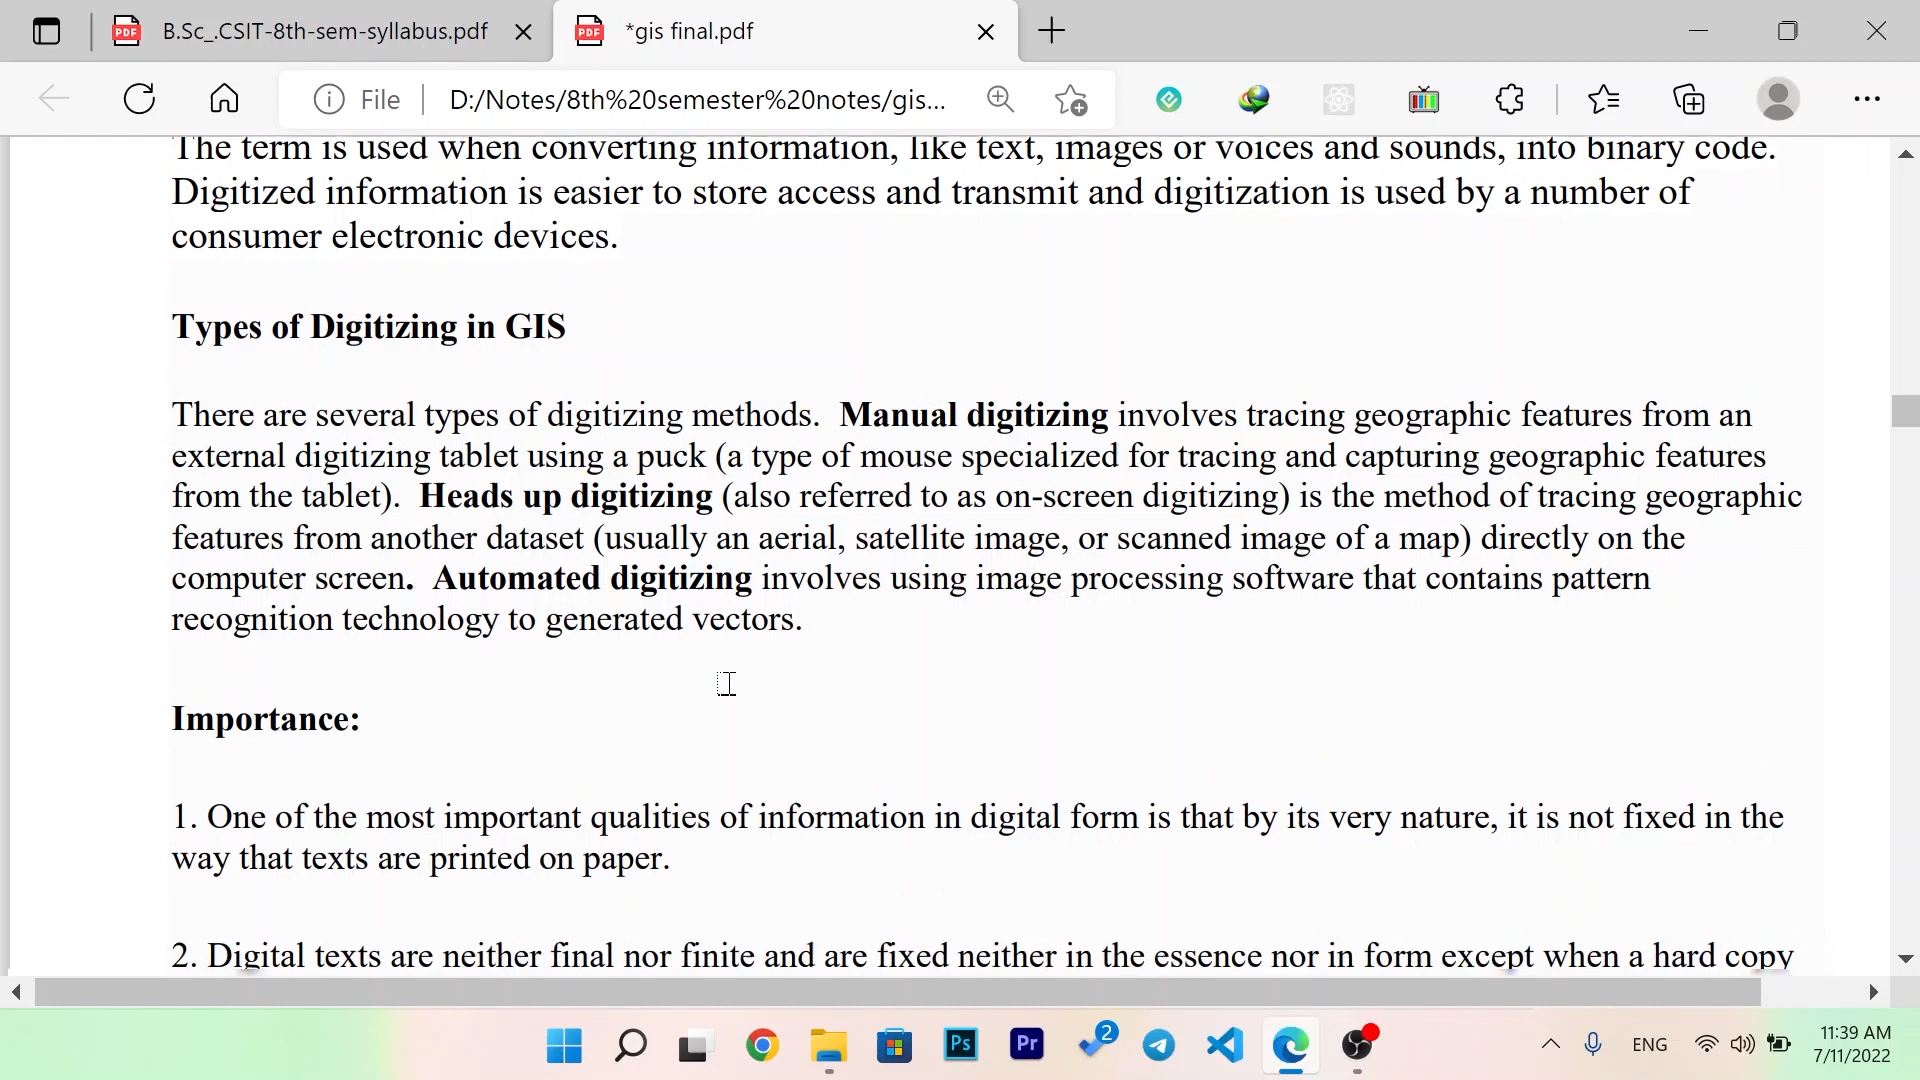 B.Sc_.CSIT-8th-sem-syllabus.pdf
*gis final.pdf
File
D:/Notes/8th%20semester%20notes/gis...
The term is used when converting information, like text, images or voices and sounds, into binary code.
Digitized information is easier to store access and transmit and digitization is used by a number of
consumer electronic devices.
Types of Digitizing in GIS
There are several types of digitizing methods. Manual digitizing involves tracing geographic features from an
external digitizing tablet using a puck (a type of mouse specialized for tracing and capturing geographic features
from the tablet). Heads up digitizing (also referred to as on-screen digitizing) is the method of tracing geographic
features from another dataset (usually an aerial, satellite image, or scanned image of a map) directly on the
computer screen. Automated digitizing involves using image processing software that contains pattern
recognition technology to generated vectors.
Importance:
1. One of the most important qualities of information in digital form is that by its very nature, it is not fixed in the
way that texts are printed on paper.
2. Digital texts are neither final nor finite and are fixed neither in the essence nor in form except when a hard copy
Ps
Pr
2
ENG
11:39 AM
7/11/2022